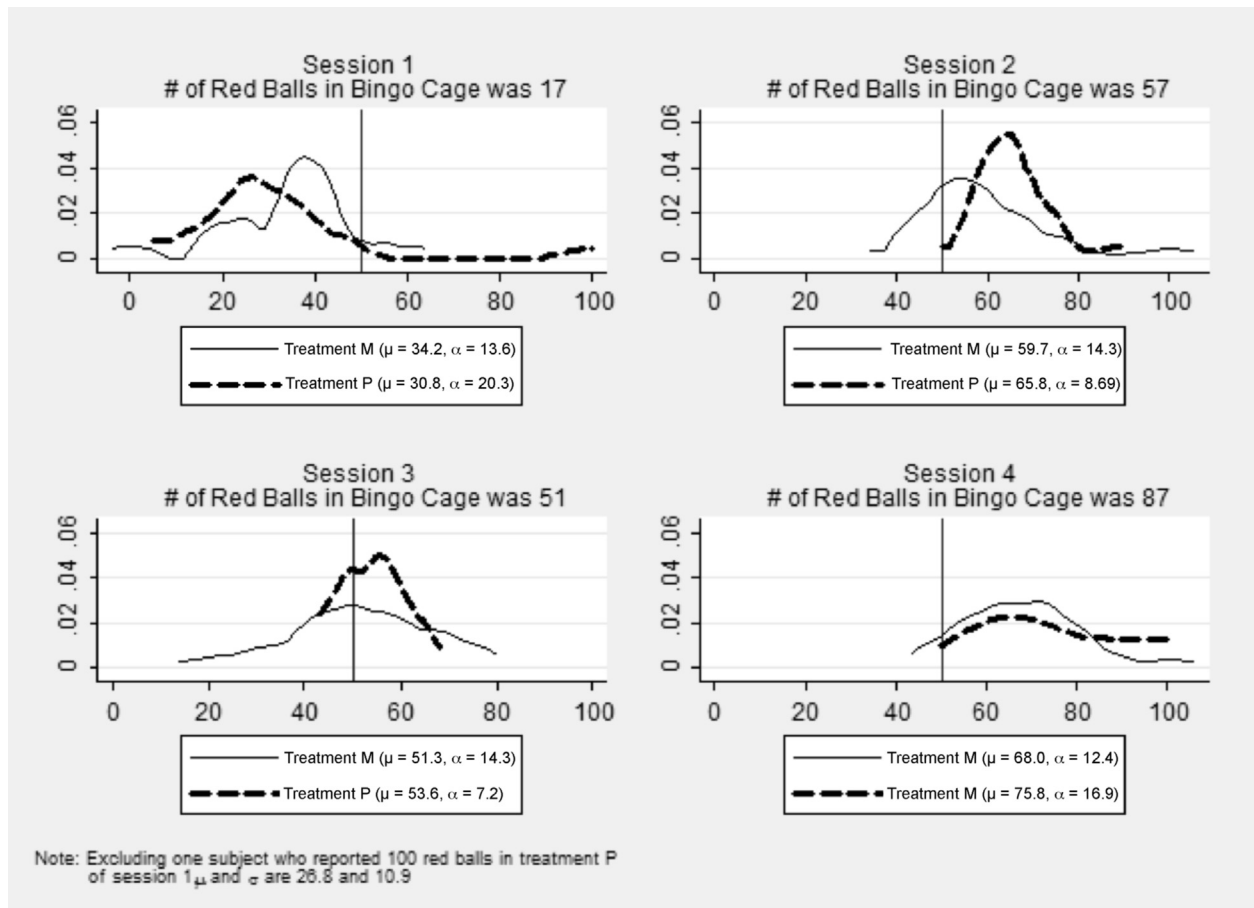 Session 1
# of Red Balls in Bingo Cage was 17
.06
.04
.02
0
0 20 40 60 80 100
Treatment M (μ = 34.2, α = 13.6)
Treatment P (μ = 30.8, α = 20.3)
Session 2
# of Red Balls in Bingo Cage was 57
.06
.04
.02
0
0 20 40 60 80 100
Treatment M (μ = 59.7, α = 14.3)
Treatment P (μ = 65.8, α = 8.69)
Session 3
# of Red Balls in Bingo Cage was 51
.06
.04
.02
0
0 20 40 60 80 100
Treatment M (μ = 51.3, α = 14.3)
Treatment P (μ = 53.6, α = 7.2)
Session 4
# of Red Balls in Bingo Cage was 87
.06
.04
.02
0
0 20 40 60 80 100
Treatment M (μ = 68.0, α = 12.4)
Treatment M (μ = 75.8, α = 16.9)
Note: Excluding one subject who reported 100 red balls in treatment P
of session 1 μ and σ are 26.8 and 10.9